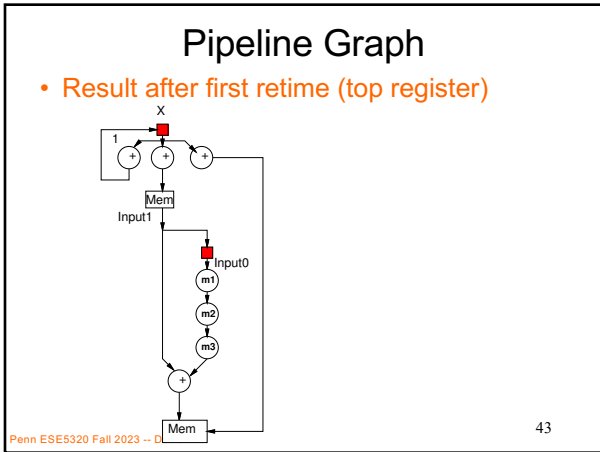 Pipeline Graph
• Result after first retime (top register)
X
1
+ + +
Mem
Input1
Input0
m1
m2
m3
+
Mem
Penn ESE5320 Fall 2023 -- D
43